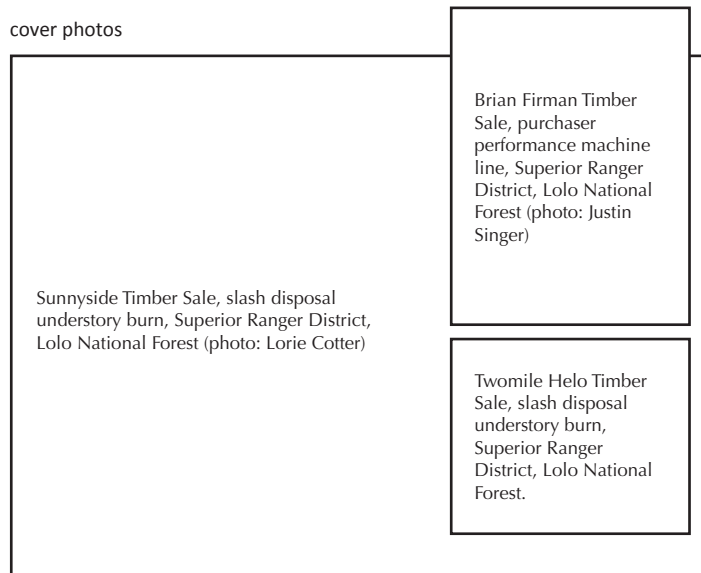 cover photos
Brian Firman Timber
Sale, purchaser
performance machine
line, Superior Ranger
District, Lolo National
Forest (photo: Justin
Singer)
Sunnyside Timber Sale, slash disposal
understory burn, Superior Ranger District,
Lolo National Forest (photo: Lorie Cotter)
Twomile Helo Timber
Sale, slash disposal
understory burn,
Superior Ranger
District, Lolo National
Forest.